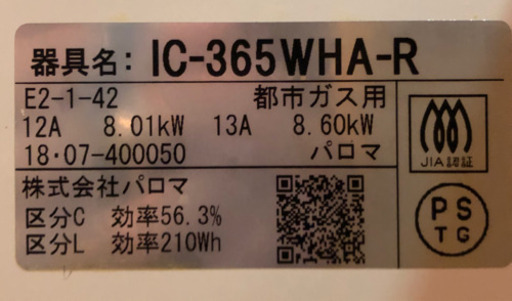 器具名: IC-365WHA-R
E2-1-42 都市ガス用
12A 8.01kW 13A 8.60kW
18·07-400050 パロマ
株式会社パロマ
区分C 効率56.3%
区分L 効率210Wh
JIA認証
PS
TG